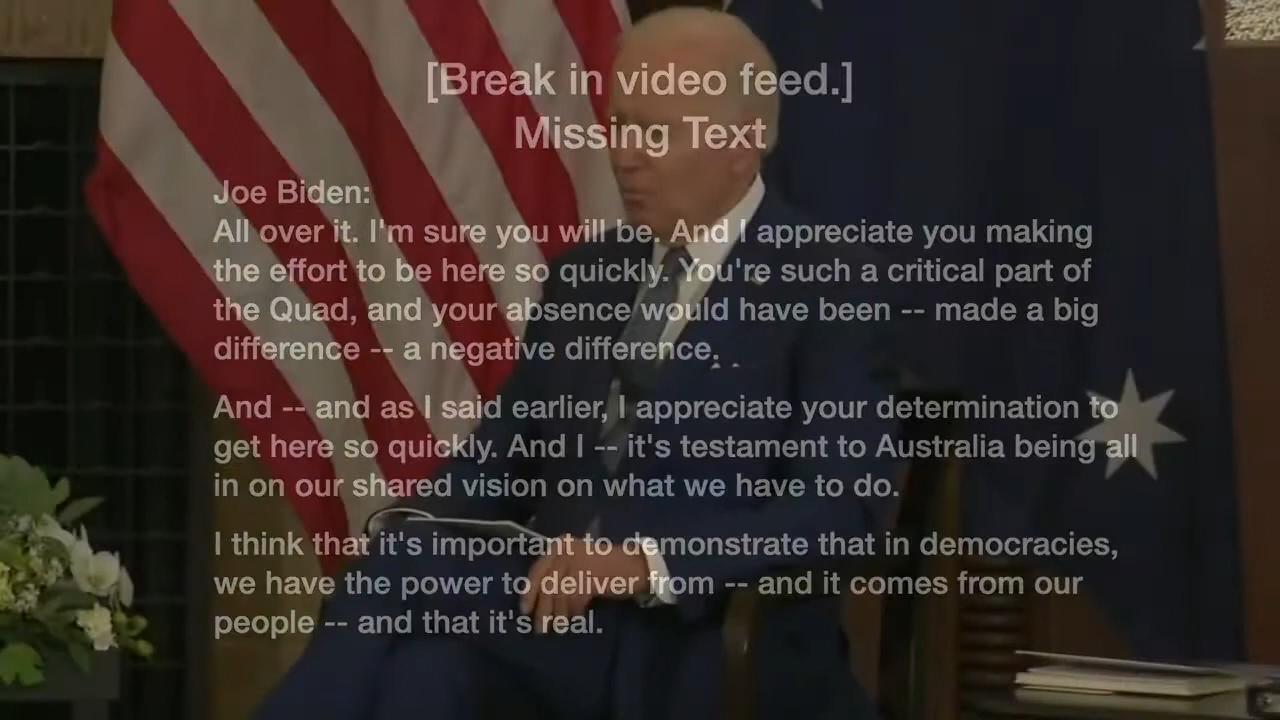 [Break in video feed.]
Missing Text
Joe Biden:
All over it. I'm sure you will be. And I appreciate you making
the effort to be here so quickly. You're such a critical part of
the Quad, and your absence would have been -- made a big
difference -- a negative difference.
And -- and as I said earlier, I appreciate your determination to
get here so quickly. And I -- it's testament to Australia being all
in on our shared vision on what we have to do.
I think that it's important to demonstrate that in democracies,
we have the power to deliver from -- and it comes from our
people -- and that it's real.